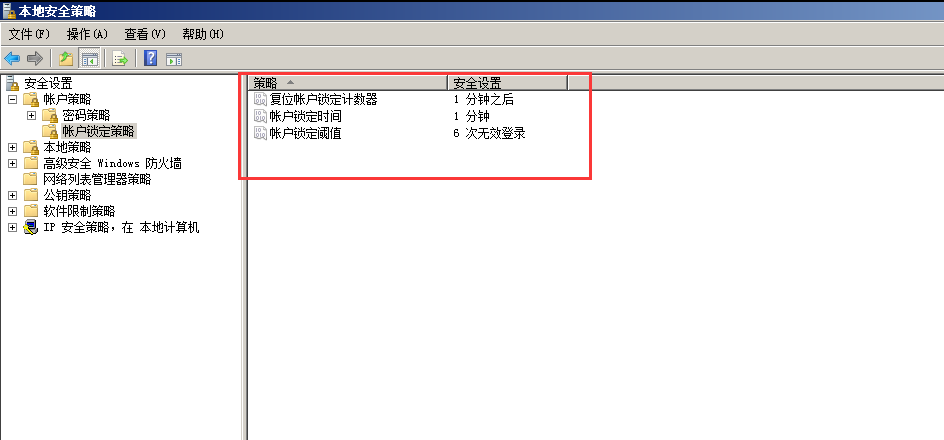 本地安全策略
文件(F) 操作(A) 查看(V) 帮助(H)
安全设置
帐户策略
密码策略
帐户锁定策略
本地策略
高级安全 Windows 防火墙
网络列表管理器策略
公钥策略
软件限制策略
IP 安全策略，在 本地计算机
策略 安全设置
复位帐户锁定计数器 1 分钟之后
帐户锁定时间 1 分钟
帐户锁定阈值 6 次无效登录